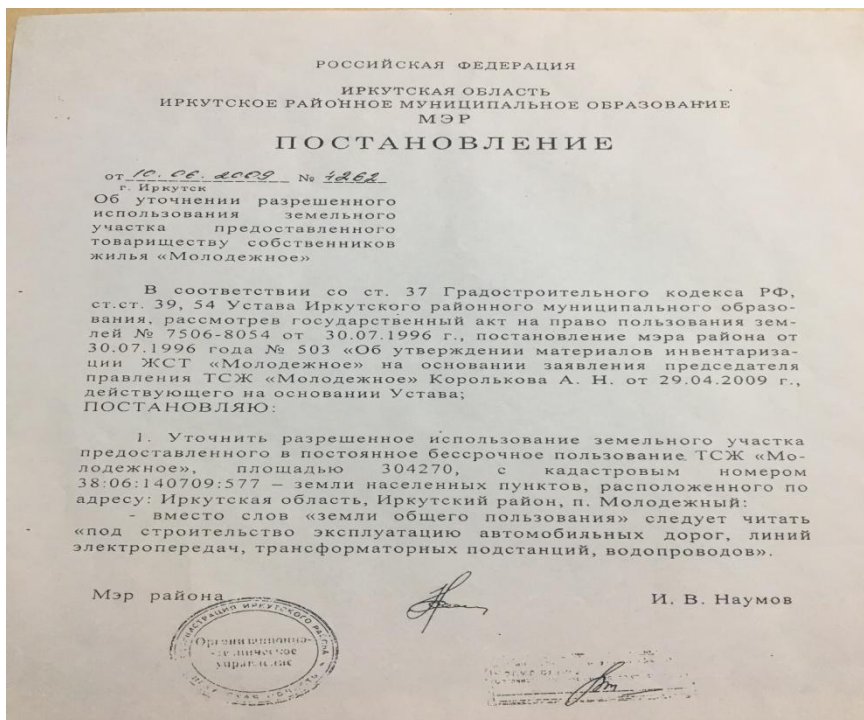 РОССИЙСКАЯ ФЕДЕРАЦИЯ
ИРКУТСКАЯ ОБЛАСТЬ
ИРКУТСКОЕ РАЙОННОЕ МУНИЦИПАЛЬНОЕ ОБРАЗОВАНИЕ
МЭР
ПОСТАНОВЛЕНИЕ
от 10.06.2009 № 4262
г. Иркутск
Об уточнении разрешенного
использования земельного
участка предоставленного
товариществу собственников
жилья «Молодежное»
В соответствии со ст. 37 Градостроительного кодекса РФ,
ст.ст. 39, 54 Устава Иркутского районного муниципального образо-
вания, рассмотрев государственный акт на право пользования зем-
лей № 7506-8054 от 30.07.1996 г., постановление мэра района от
30.07.1996 года № 503 «Об утверждении материалов инвентариза-
ции ЖСТ «Молодежное» на основании заявления председателя
правления ТСЖ «Молодежное» Королькова А. Н. от 29.04.2009 г.,
действующего на основании Устава;
ПОСТАНОВЛЯЮ:
1. Уточнить разрешенное использование земельного участка
предоставленного в постоянное бессрочное пользование ТСЖ «Мо-
лодежное», площадью 304270, с кадастровым номером
38:06:140709:577 – земли населенных пунктов, расположенного по
адресу: Иркутская область, Иркутский район, п. Молодежный:
- вместо слов «земли общего пользования» следует читать
«под строительство эксплуатацию автомобильных дорог, линий
электропередач, трансформаторных подстанций, водопроводов».
Мэр района И. В. Наумов
Организационно-
управление